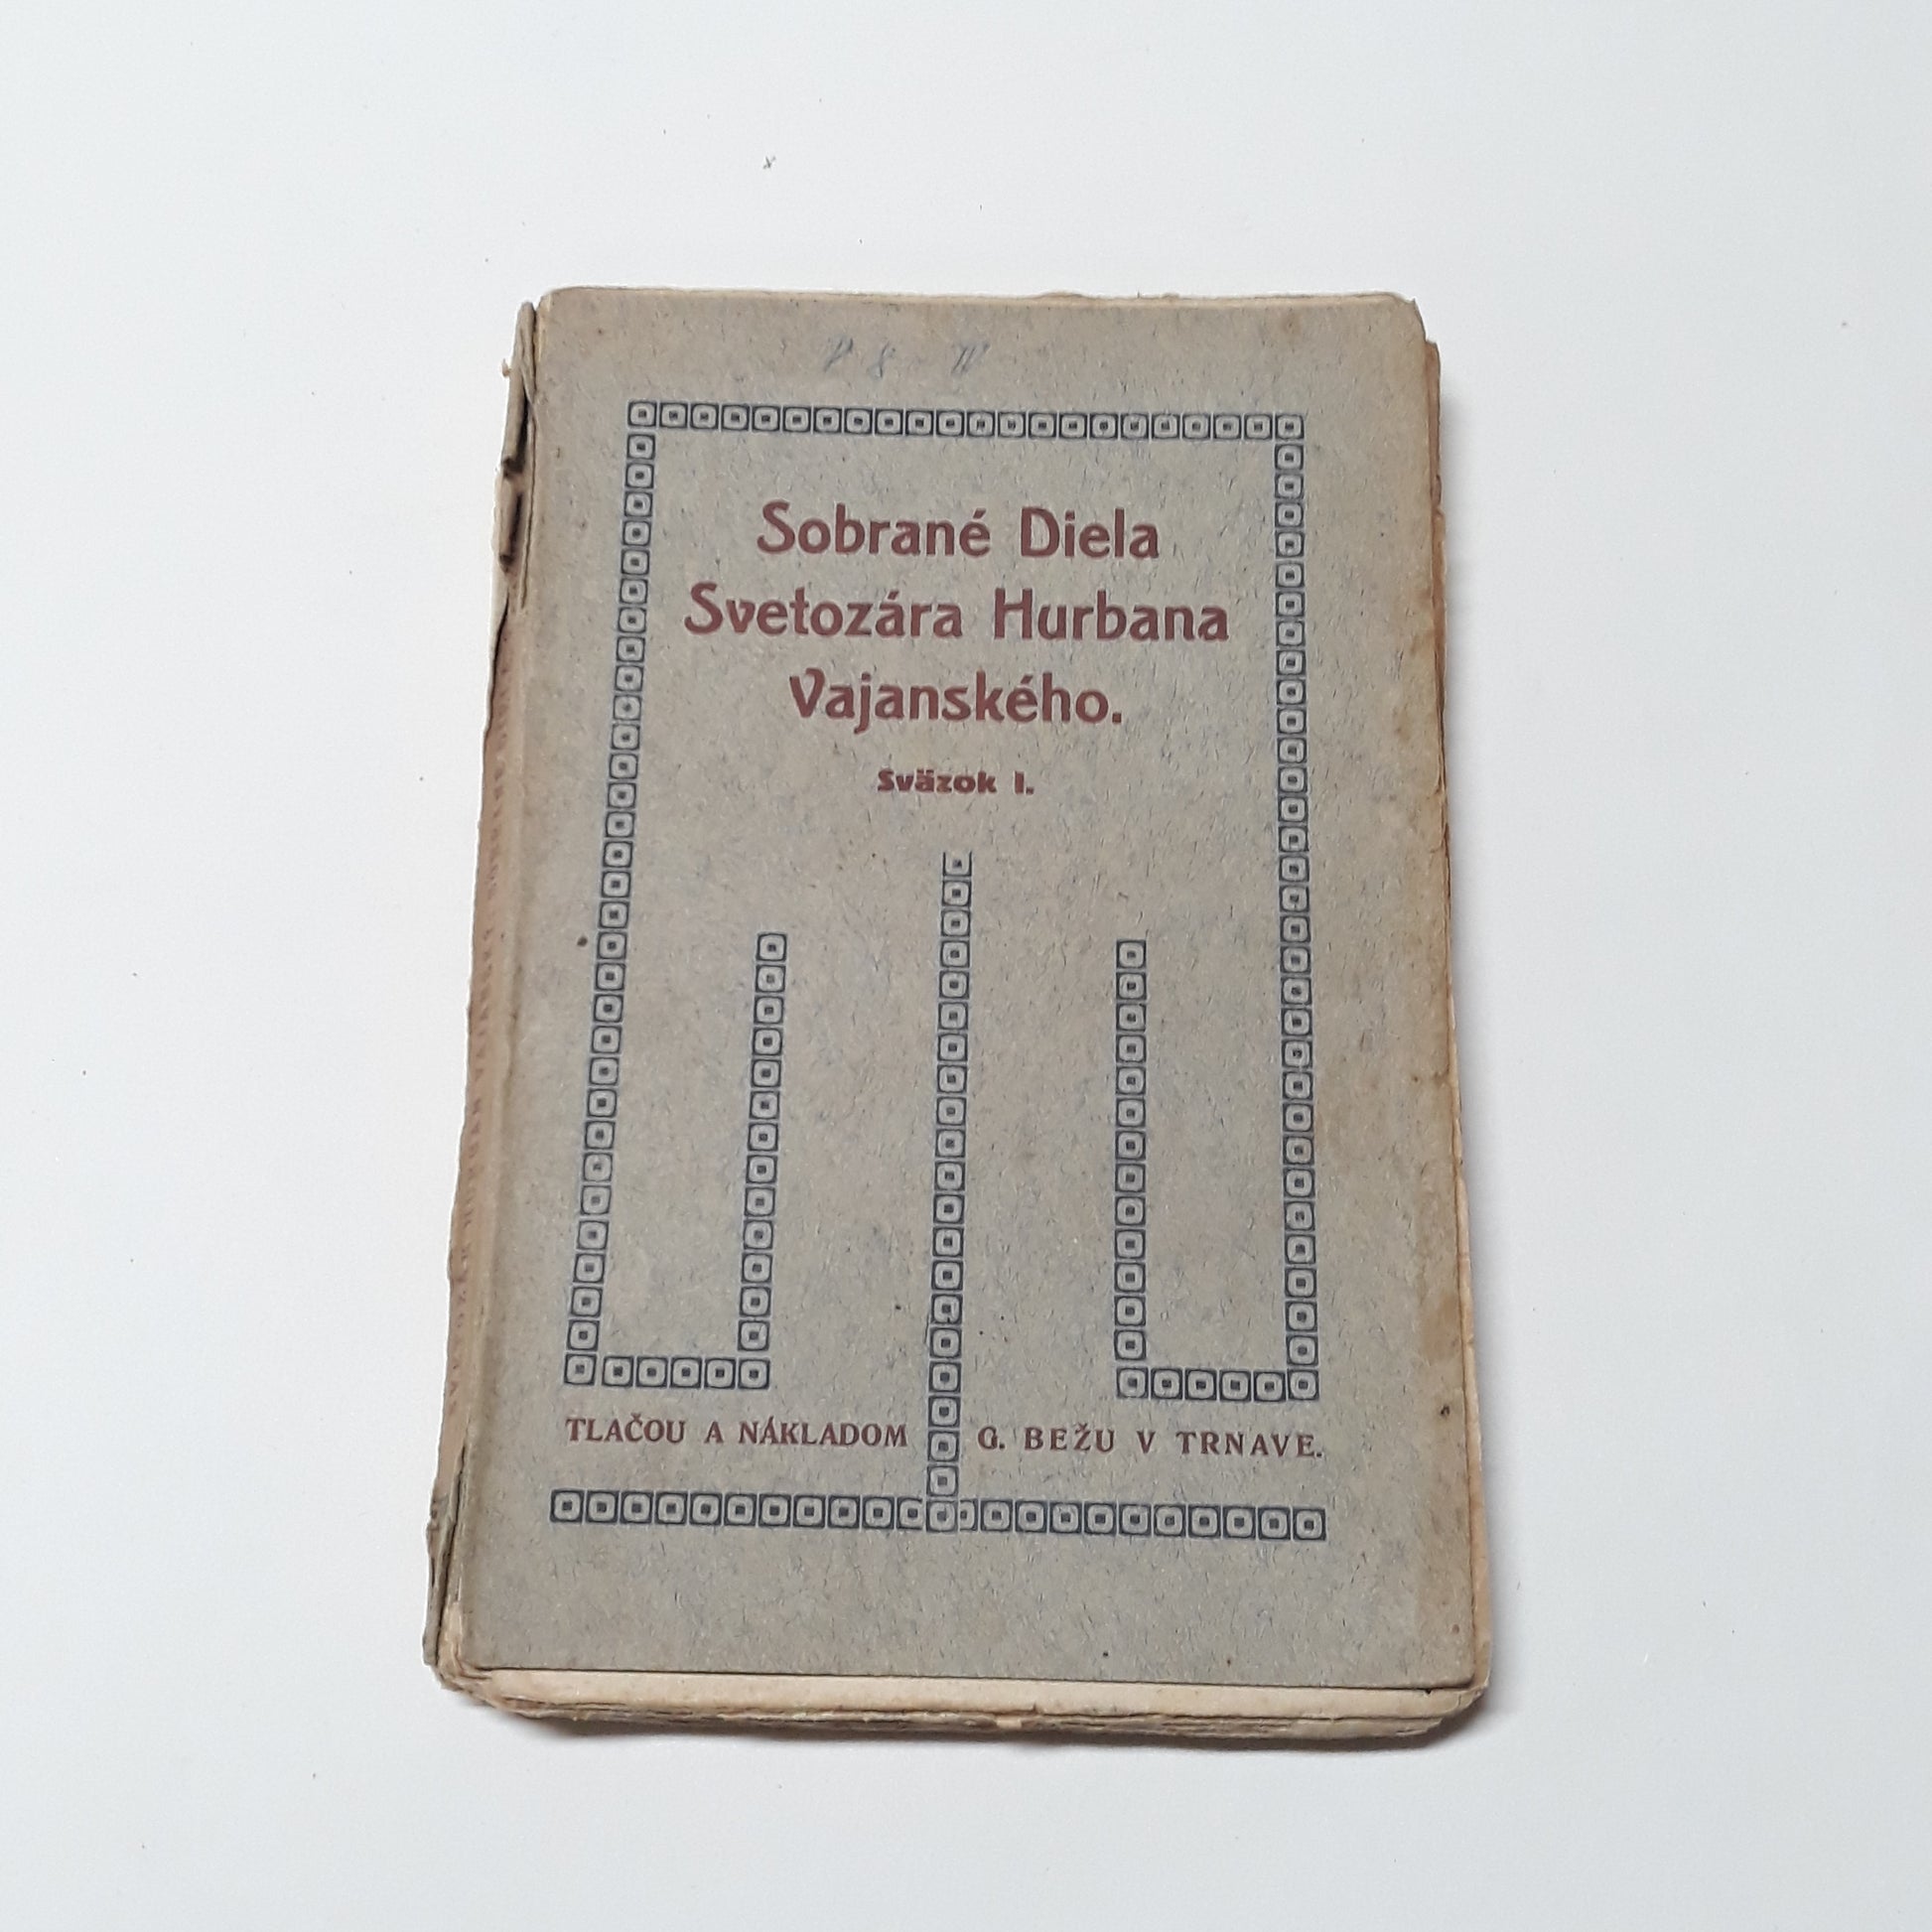 Sobrané Diela
Svetozára Hurbana
Vajanského.
Sväzok I.
TLAČOU A NÁKLADOM G. BEŽU V TRNAVE.